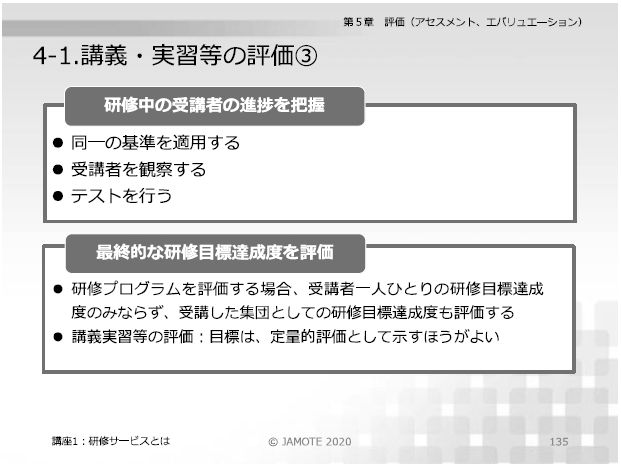 第5章 評価（アセスメント、エバリュエーション）
4-1.講義・実習等の評価③
研修中の受講者の進捗を把握
● 同一の基準を適用する
● 受講者を観察する
● テストを行う
最終的な研修目標達成度を評価
● 研修プログラムを評価する場合、受講者一人ひとりの研修目標達成
度のみならず、受講した集団としての研修目標達成度も評価する
● 講義実習等の評価：目標は、定量的評価として示すほうがよい
講座1：研修サービスとは
© JAMOTE 2020
135